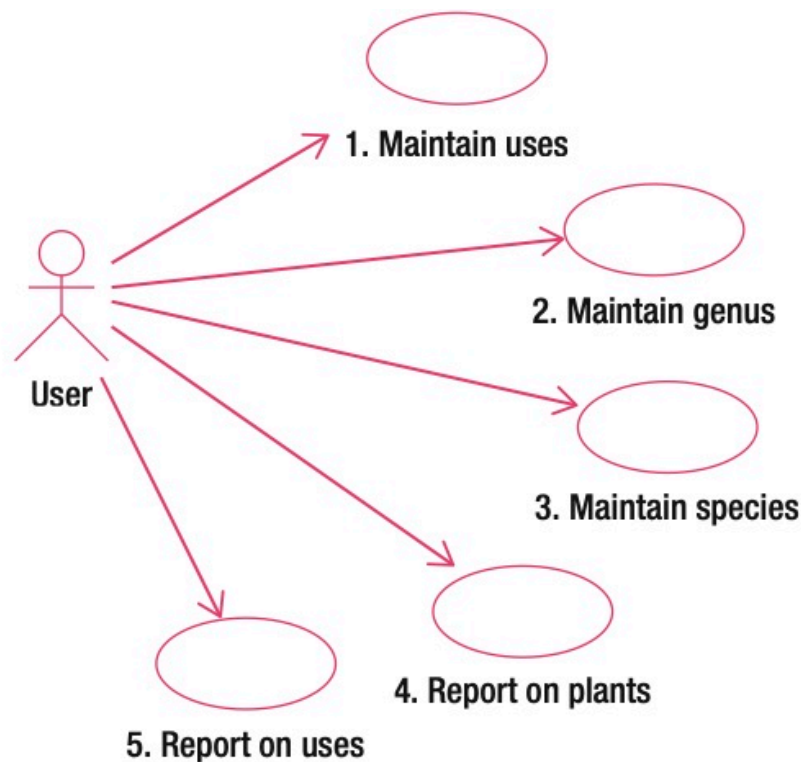 1. Maintain uses
2. Maintain genus
User
3. Maintain species
4. Report on plants
5. Report on uses